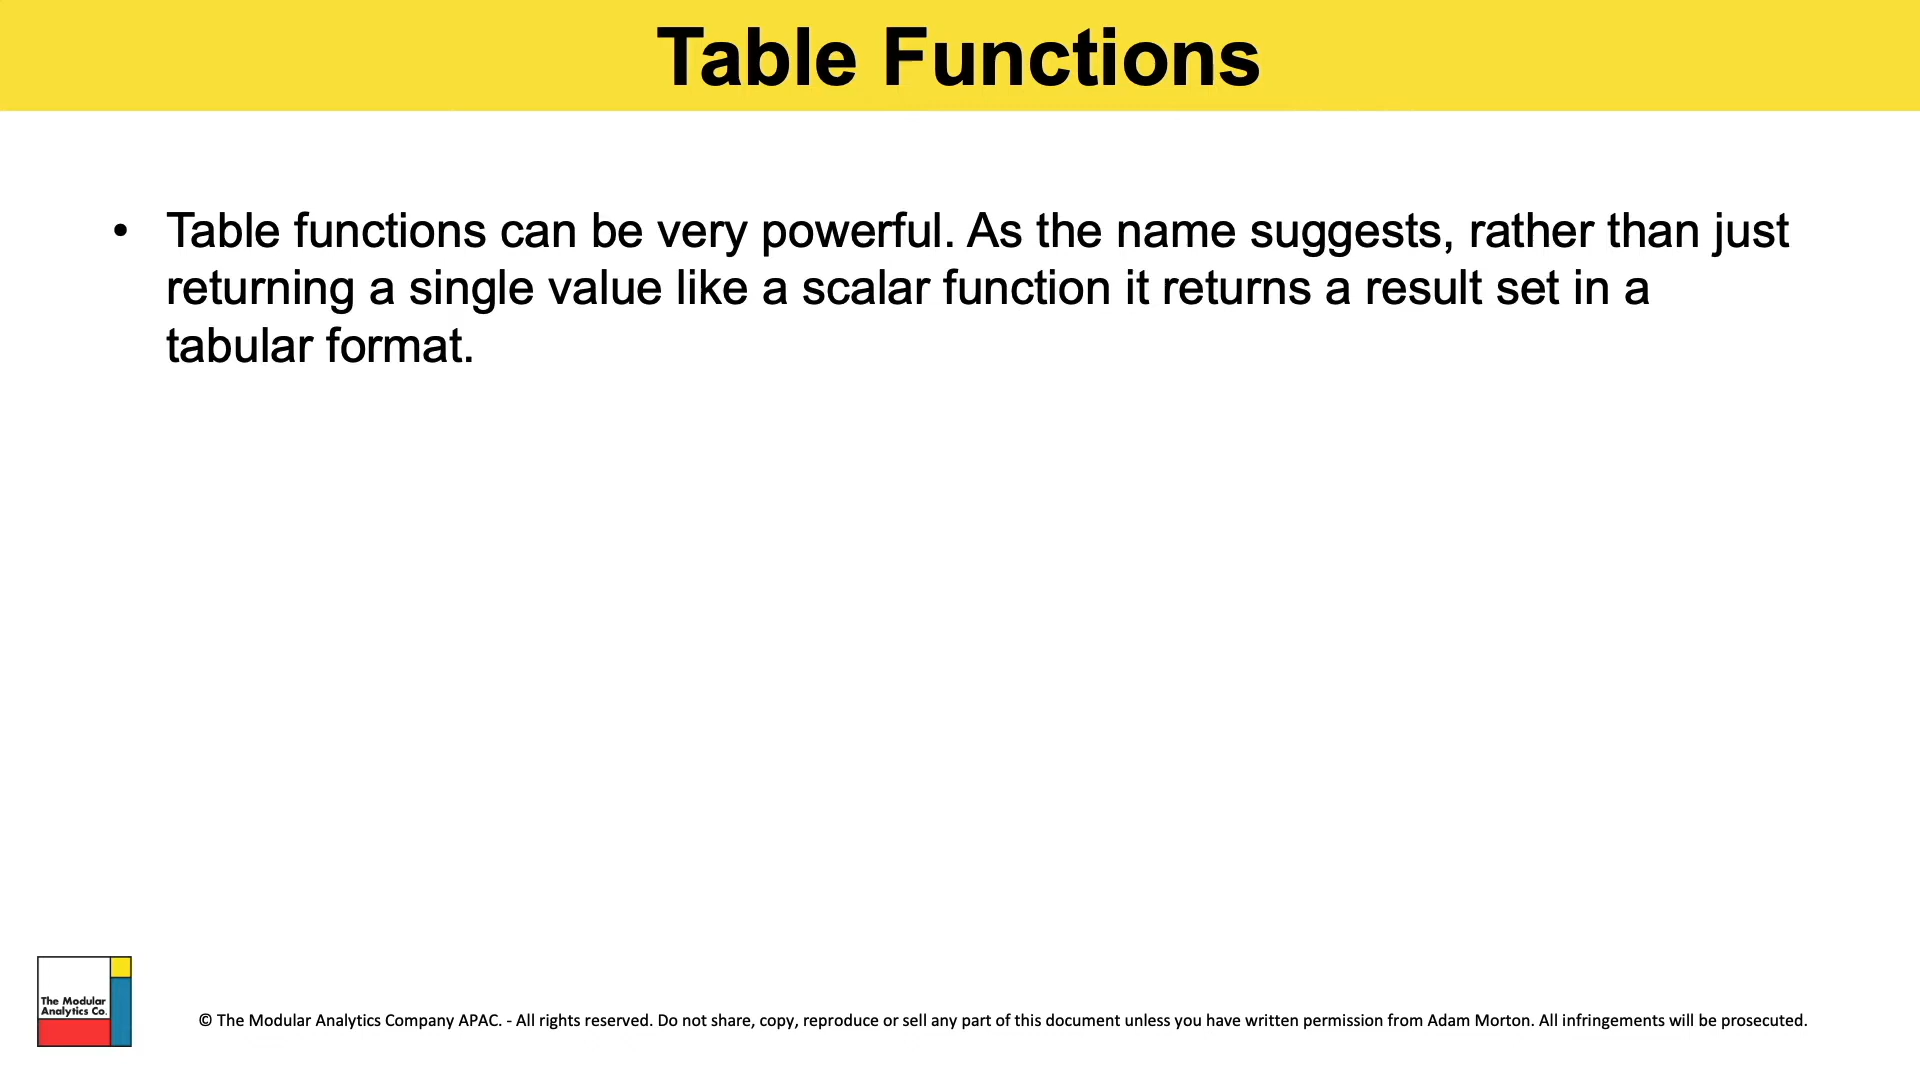 Table Functions
• Table functions can be very powerful. As the name suggests, rather than just
returning a single value like a scalar function it returns a result set in a
tabular format.
The Modular
Analytics Co.
© The Modular Analytics Company APAC. - All rights reserved. Do not share, copy, reproduce or sell any part of this document unless you have written permission from Adam Morton. All infringements will be prosecuted.